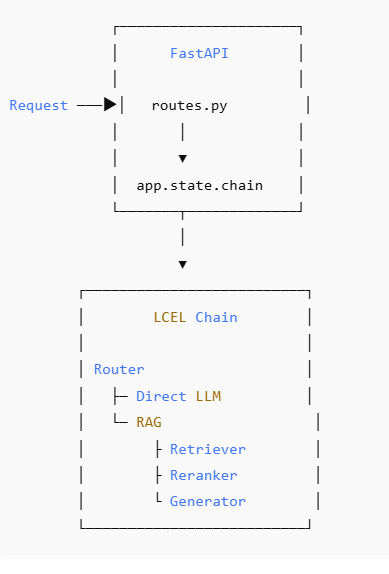 FastAPI
Request
routes.py
app.state.chain
LCEL Chain
Router
Direct LLM
RAG
Retriever
Reranker
Generator